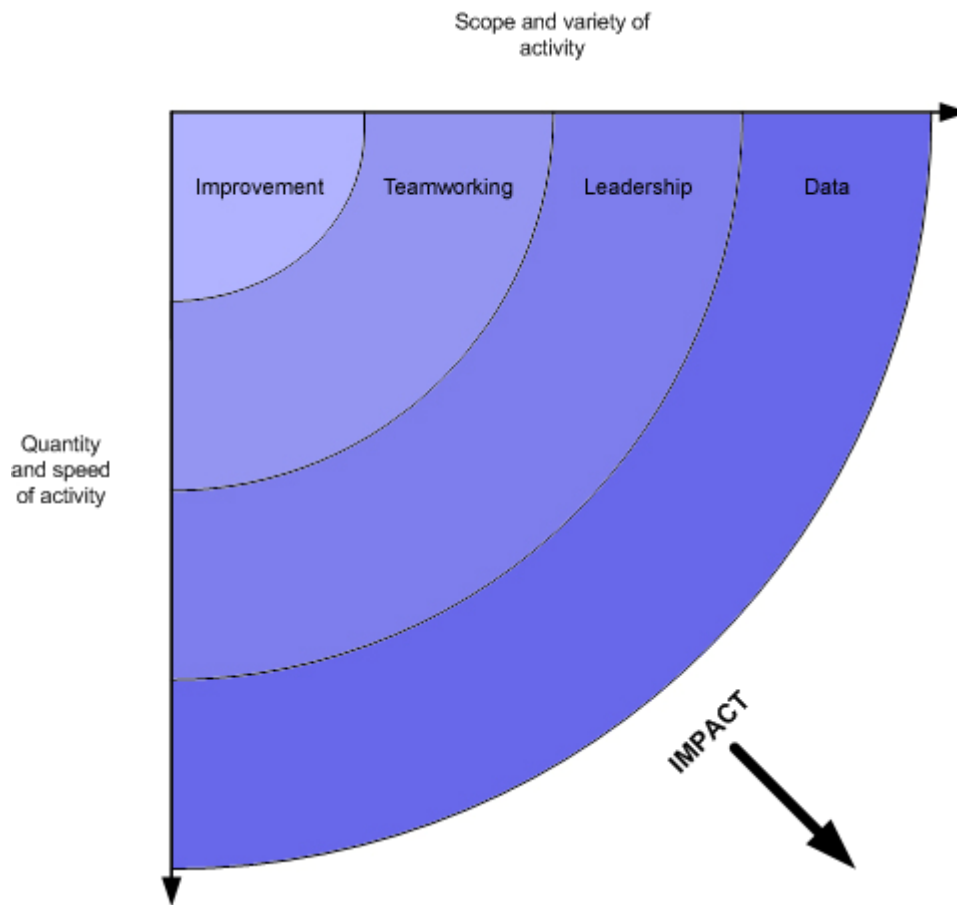 Scope and variety of
activity
Improvement
Teamworking
Leadership
Data
Quantity
and speed
of activity
IMPACT